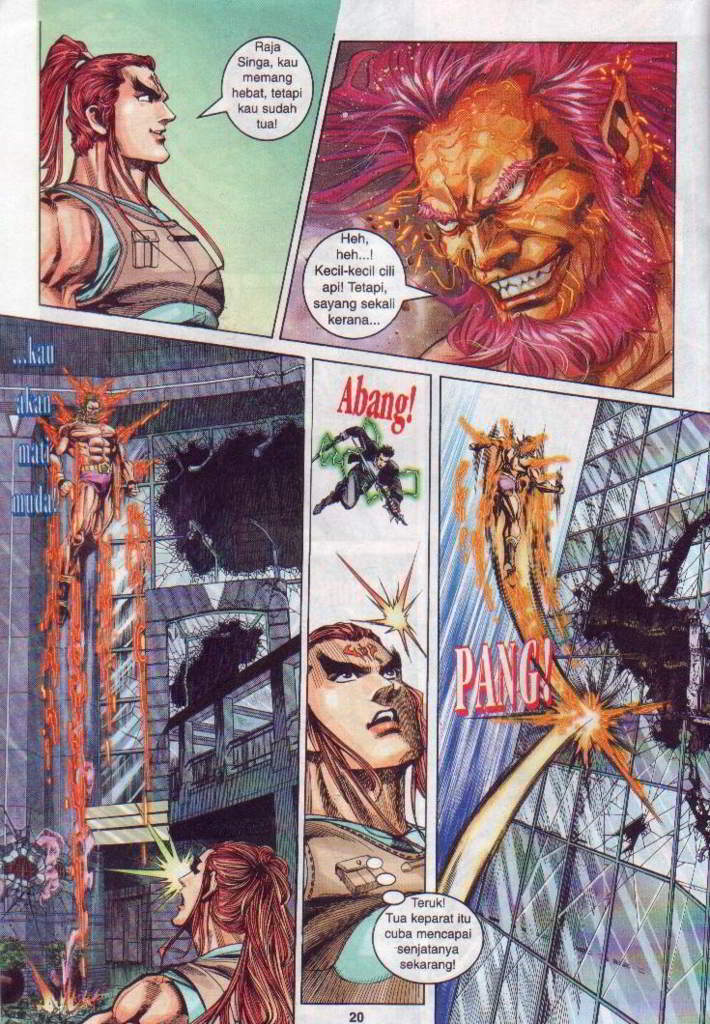 Raja
Singa, kau
memang
hebat, tetapi
kau sudah
tua!
Heh,
heh...!
Kecil-kecil cili
api! Tetapi,
sayang sekali
kerana...
...kau
akan
mati
muda!
Abang!
PANG!
Teruk!
Tua keparat itu
cuba mencapai
senjatanya
sekarang!
20